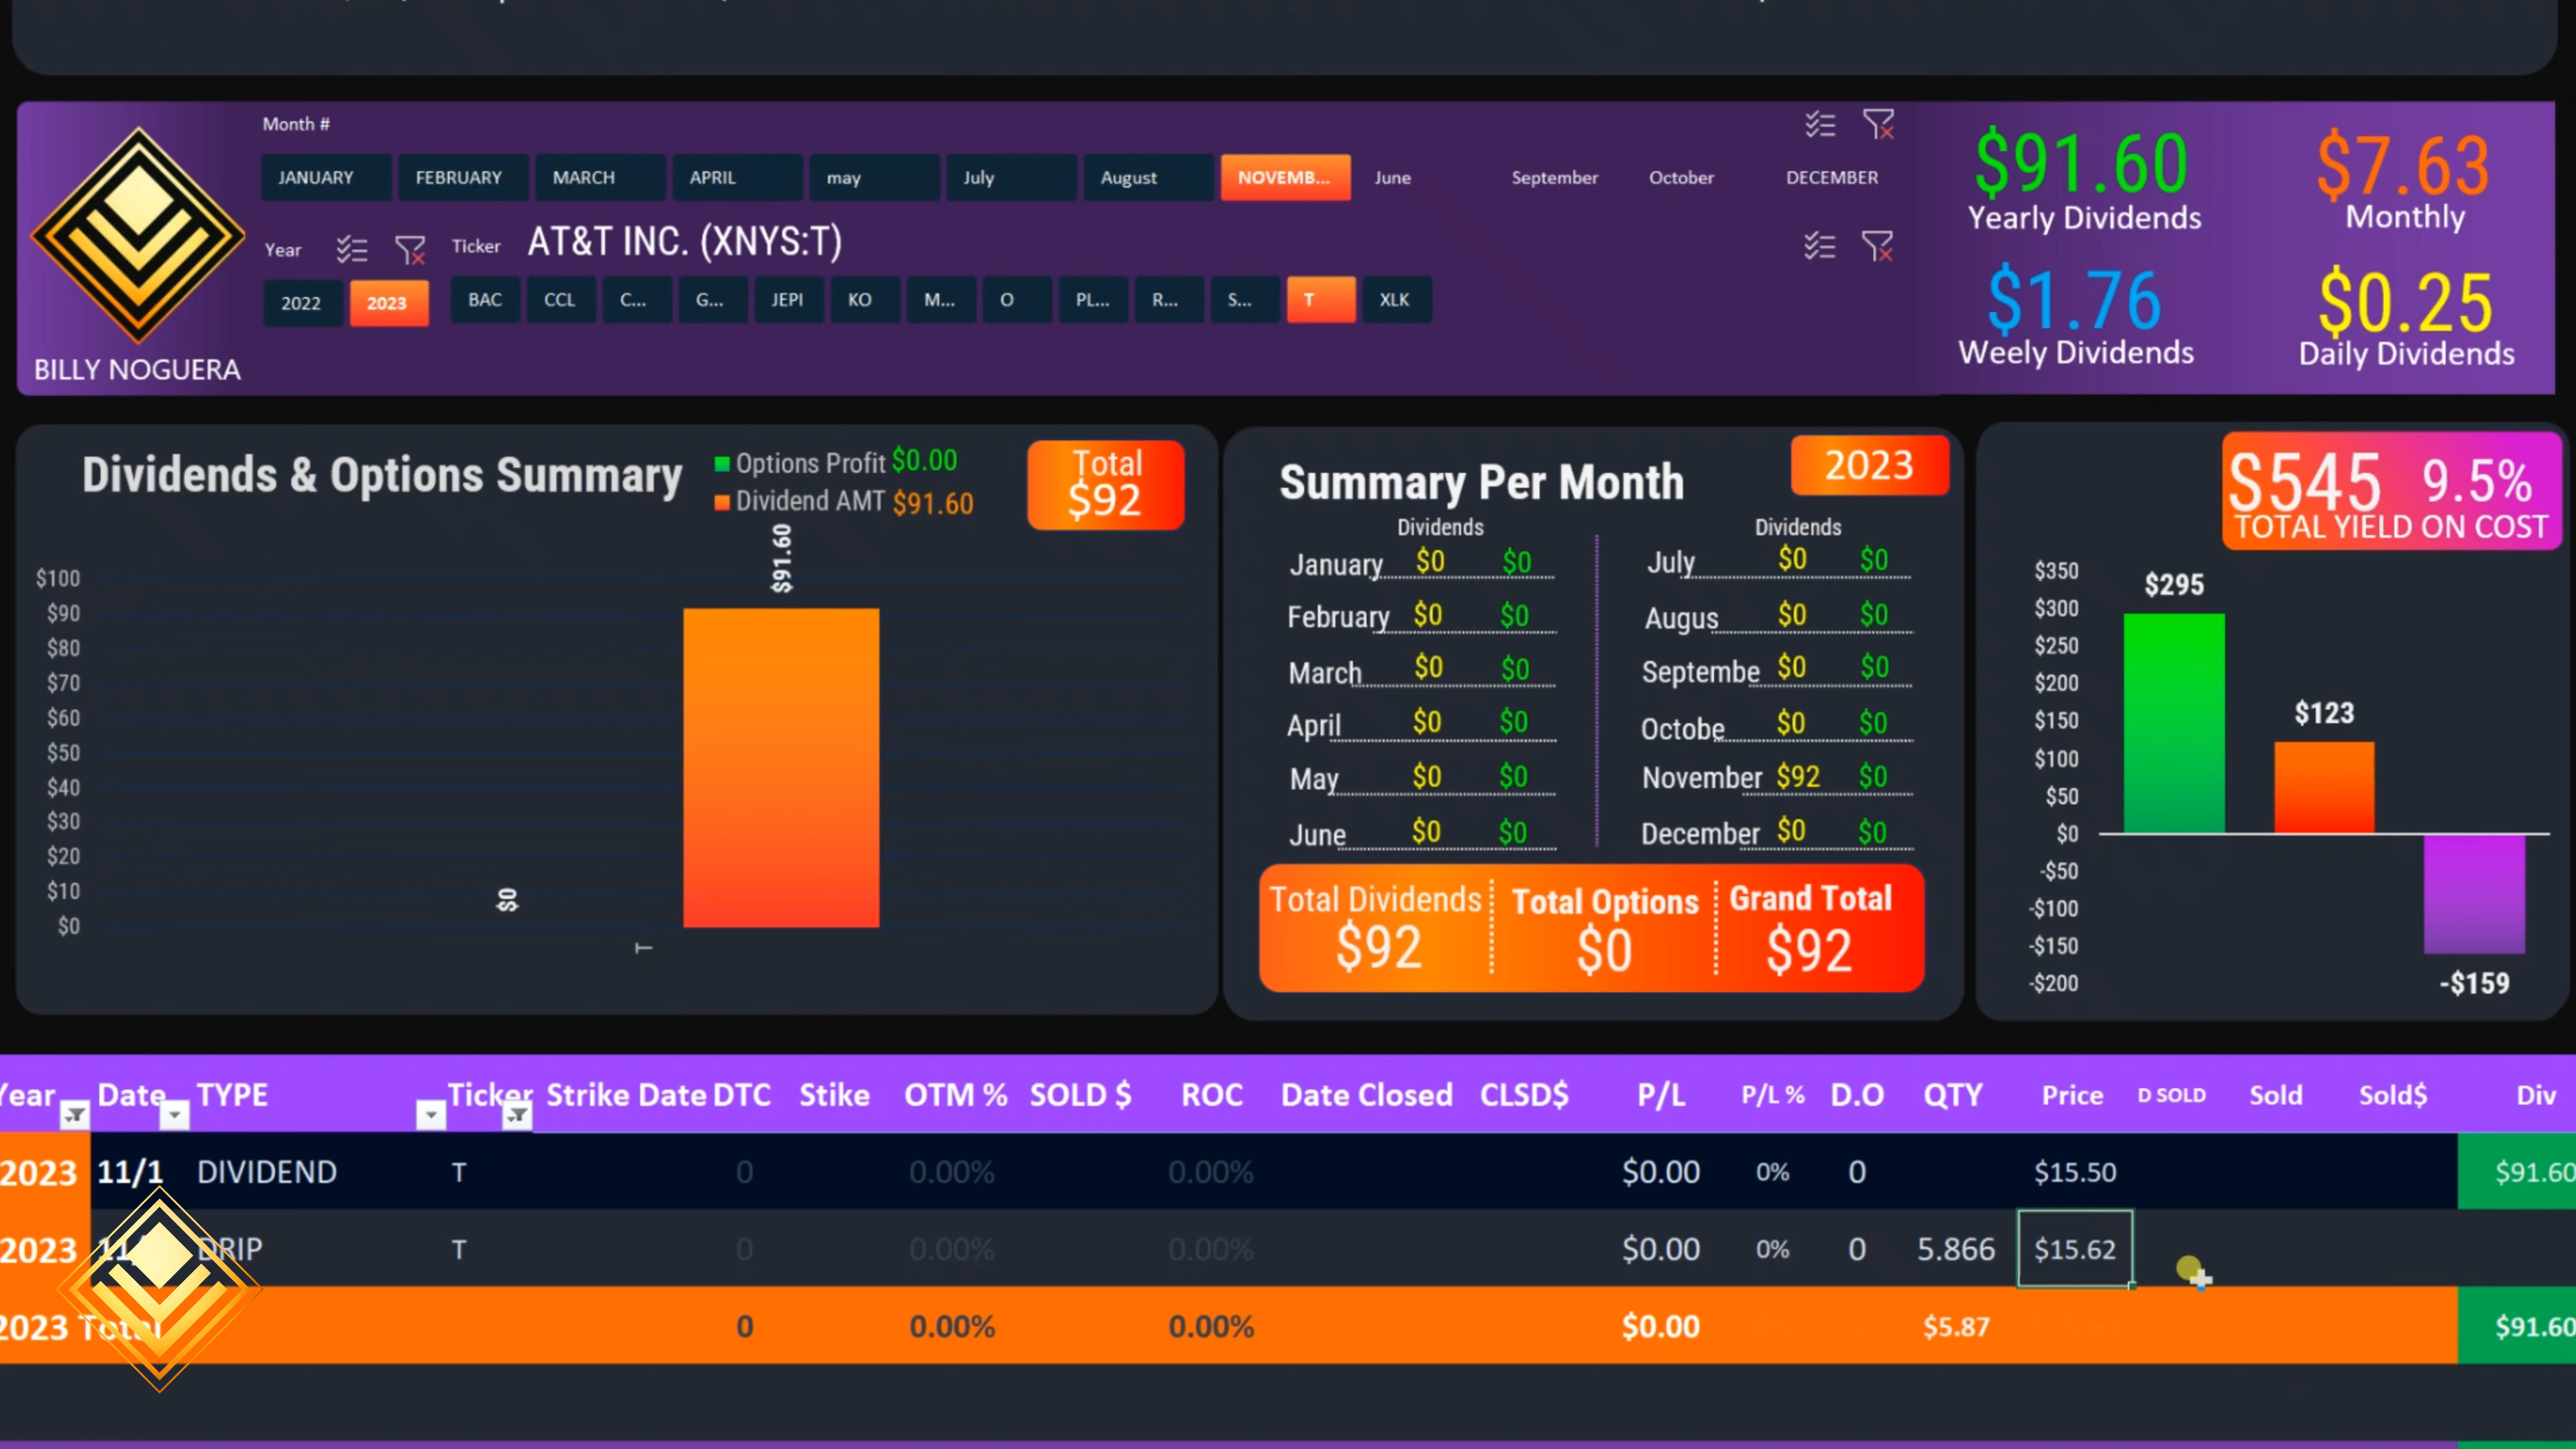 Month #
JANUARY FEBRUARY MARCH APRIL may July August NOVEMB... June September October DECEMBER
$91.60 $7.63
Yearly Dividends Monthly
Year Ticker AT&T INC. (XNYS:T)
2022 2023 BAC CCL C... G... JEPI KO M... O PL... R... S... T XLK
$1.76 $0.25
Weely Dividends Daily Dividends
BILLY NOGUERA
Dividends & Options Summary
Options Profit $0.00
Dividend AMT $91.60
Total
$92
$91.60
$100
$90
$80
$70
$60
$50
$40
$30
$20
$10
$0
$0
T
Summary Per Month 2023
Dividends Dividends
January $0 $0 July $0 $0
February $0 $0 Augus $0 $0
March $0 $0 Septembe $0 $0
April $0 $0 Octobe $0 $0
May $0 $0 November $92 $0
June $0 $0 December $0 $0
Total Dividends Total Options Grand Total
$92 $0 $92
$545 9.5%
TOTAL YIELD ON COST
$350
$300
$250
$200
$150
$100
$50
$0
-$50
-$100
-$150
-$200
$295
$123
-$159
Year Date TYPE Ticker Strike Date DTC Stike OTM % SOLD $ ROC Date Closed CLSD$ P/L P/L % D.O QTY Price D SOLD Sold Sold$ Div
2023 11/1 DIVIDEND T 0 0.00% 0.00% $0.00 0% 0 $15.50 $91.60
2023 DRIP T 0 0.00% 0.00% $0.00 0% 0 5.866 $15.62
2023 Total 0 0.00% 0.00% $0.00 $5.87 $91.60